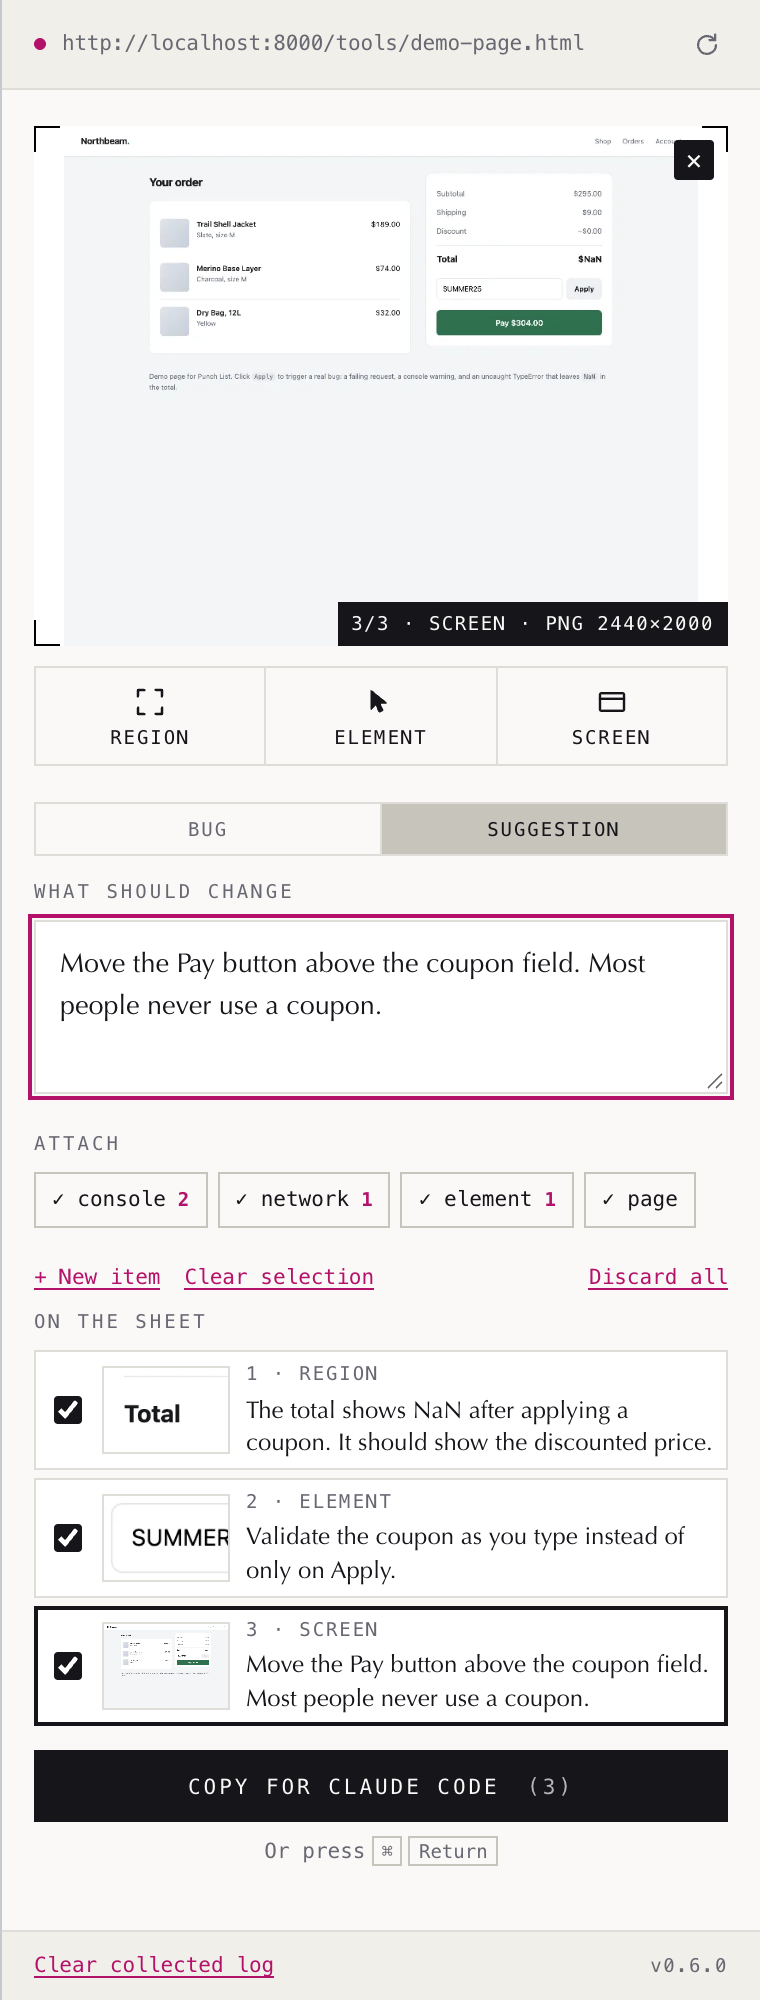 http://localhost:8000/tools/demo-page.html
Northbeam.
Shop Orders
Your order
Trail Shell Jacket $189.00
Slate, size M
Merino Base Layer $74.00
Charcoal, size M
Dry Bag, 12L $32.00
Yellow
Subtotal $295.00
Shipping $9.00
Discount -$0.00
Total $NaN
SUMMER25 Apply
Pay $304.00
Demo page for Punch List. Click Apply to trigger a real bug: a failing request, a console warning, and an uncaught TypeError that leaves NaN in
the total.
3/3 · SCREEN · PNG 2440×2000
REGION ELEMENT SCREEN
BUG SUGGESTION
WHAT SHOULD CHANGE
Move the Pay button above the coupon field. Most
people never use a coupon.
ATTACH
✓ console 2 ✓ network 1 ✓ element 1 ✓ page
+ New item Clear selection Discard all
ON THE SHEET
Total
1 · REGION
The total shows NaN after applying a
coupon. It should show the discounted price.
SUMMER
2 · ELEMENT
Validate the coupon as you type instead of
only on Apply.
3 · SCREEN
Move the Pay button above the coupon field.
Most people never use a coupon.
COPY FOR CLAUDE CODE (3)
Or press ⌘ Return
Clear collected log v0.6.0